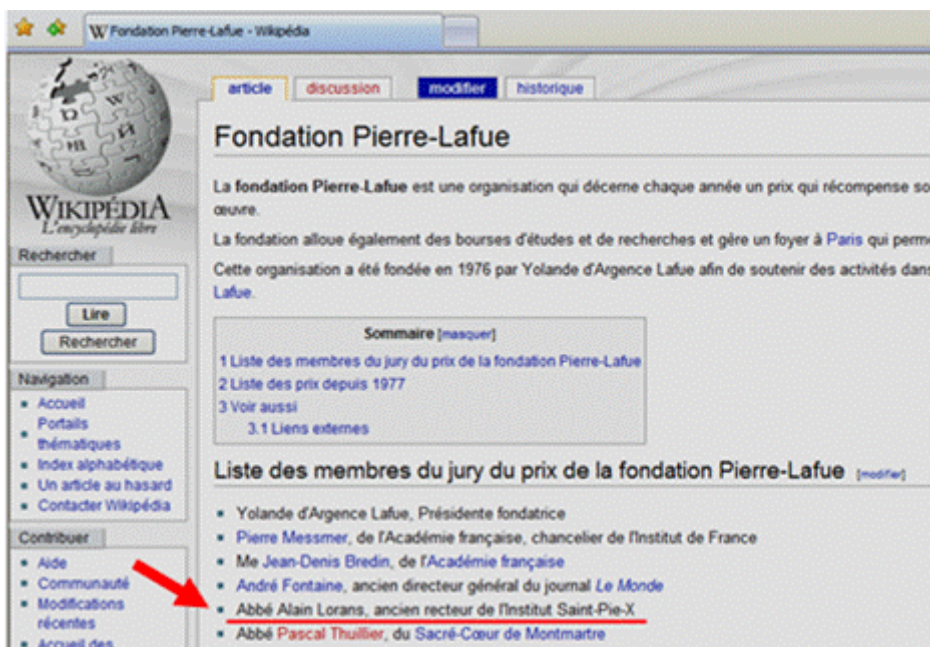 Fondation Pierre-Lafue - Wikipédia
article discussion modifier historique
Fondation Pierre-Lafue
La fondation Pierre-Lafue est une organisation qui décerne chaque année un prix qui récompense so
œuvre.
La fondation alloue également des bourses d'études et de recherches et gère un foyer à Paris qui perme
Cette organisation a été fondée en 1976 par Yolande d'Argence Lafue afin de soutenir des activités dans
Lafue.
Sommaire [masquer]
1 Liste des membres du jury du prix de la fondation Pierre-Lafue
2 Liste des prix depuis 1977
3 Voir aussi
3.1 Liens externes
Liste des membres du jury du prix de la fondation Pierre-Lafue [modifier]
Yolande d'Argence Lafue, Présidente fondatrice
Pierre Messmer, de l'Académie française, chancelier de l'Institut de France
Me Jean-Denis Bredin, de l'Académie française
André Fontaine, ancien directeur général du journal Le Monde
Abbé Alain Lorans, ancien recteur de l'Institut Saint-Pie-X
Abbé Pascal Thuillier, du Sacré-Cœur de Montmartre
WIKIPÉDIA
L'encyclopédie libre
Rechercher
Lire
Rechercher
Navigation
Accueil
Portails
thématiques
Index alphabétique
Un article au hasard
Contacter Wikipédia
Contribuer
Aide
Communauté
Modifications
récentes
Accueil des